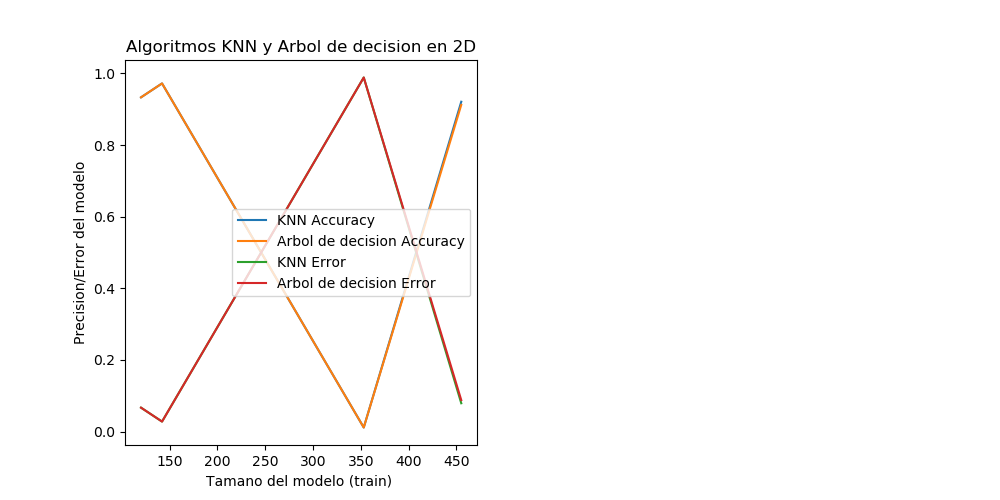 Algoritmos KNN y Arbol de decision en 2D
Precision/Error del modelo
1.0
0.8
0.6
0.4
0.2
0.0
KNN Accuracy
Arbol de decision Accuracy
KNN Error
Arbol de decision Error
150 200 250 300 350 400 450
Tamano del modelo (train)